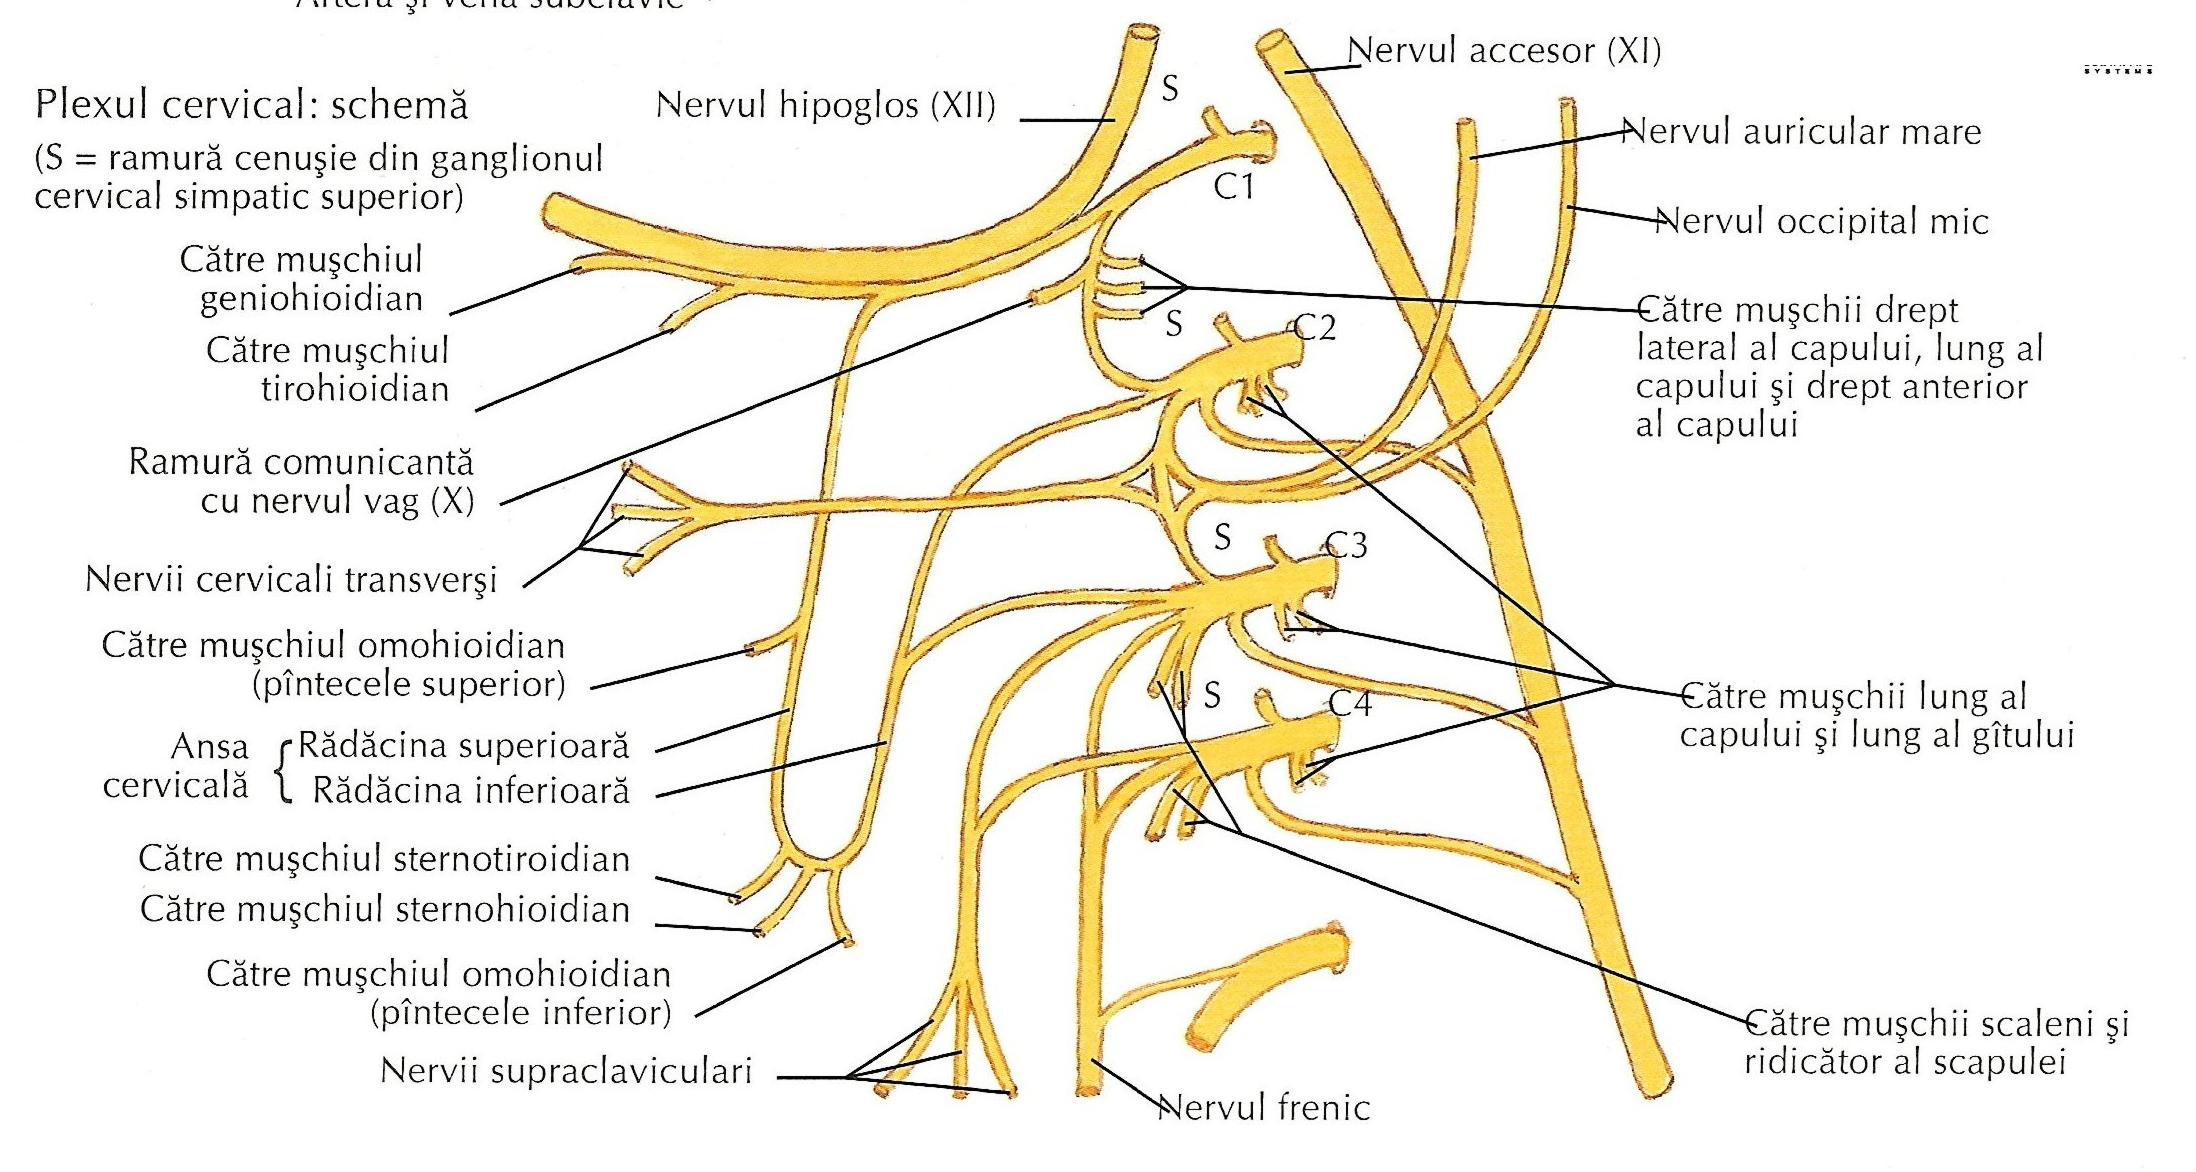 Artera şi vena subclavie
Plexul cervical: schemă
(S = ramură cenuşie din ganglionul
cervical simpatic superior)
Nervul hipoglos (XII)
S
Nervul accesor (XI)
SYSTEMS
C1
Nervul auricular mare
Nervul occipital mic
Către muşchiul
geniohioidian
Către muşchiul
tirohioidian
S
C2
Către muşchii drept
lateral al capului, lung al
capului şi drept anterior
al capului
Ramură comunicantă
cu nervul vag (X)
Nervii cervicali transverşi
S
C3
Către muşchiul omohioidian
(pîntecele superior)
S
C4
Către muşchii lung al
capului şi lung al gîtului
Ansa
cervicală
Rădăcina superioară
Rădăcina inferioară
Către muşchiul sternotiroidian
Către muşchiul sternohioidian
Către muşchiul omohioidian
(pîntecele inferior)
Nervii supraclaviculari
Nervul frenic
Către muşchii scaleni şi
ridicător al scapulei